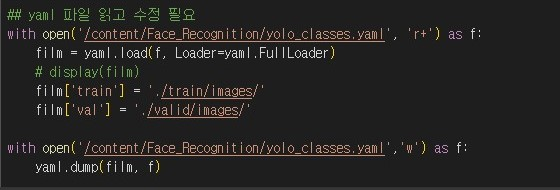 ## yaml 파일 읽고 수정 필요
with open('/content/Face_Recognition/yolo_classes.yaml', 'r+') as f:
    film = yaml.load(f, Loader=yaml.FullLoader)
    # display(film)
    film['train'] = './train/images/'
    film['val'] = './valid/images/'

with open('/content/Face_Recognition/yolo_classes.yaml','w') as f:
    yaml.dump(film, f)